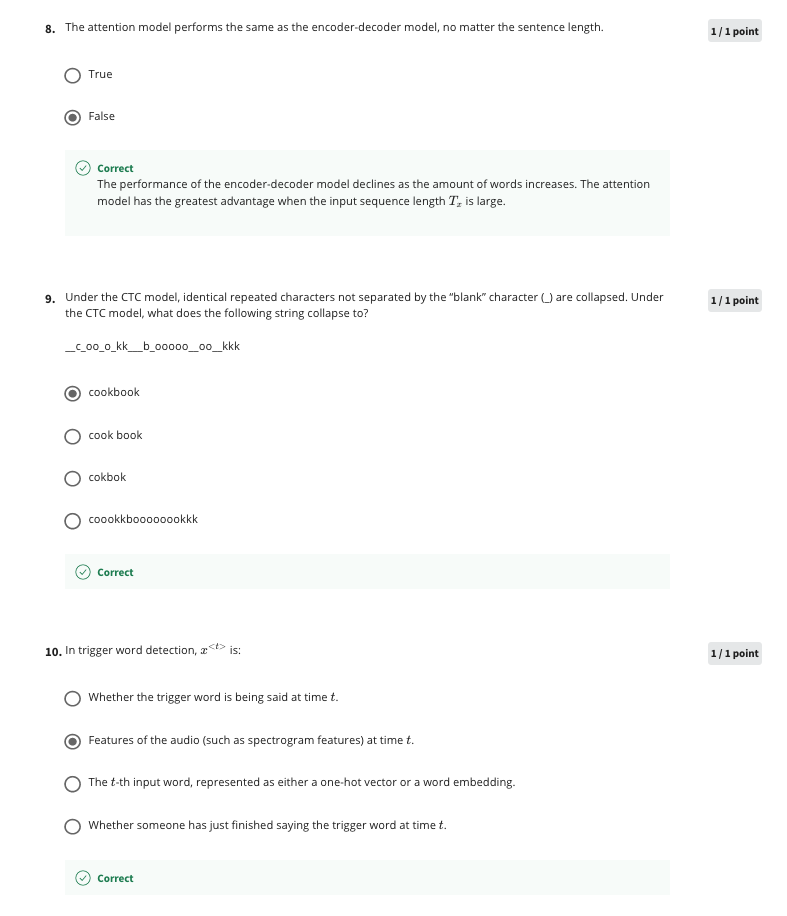 8. The attention model performs the same as the encoder-decoder model, no matter the sentence length.
1 / 1 point
True
False
Correct
The performance of the encoder-decoder model declines as the amount of words increases. The attention
model has the greatest advantage when the input sequence length Tₓ is large.
9. Under the CTC model, identical repeated characters not separated by the “blank” character (_) are collapsed. Under
1 / 1 point
the CTC model, what does the following string collapse to?
__c_oo_o_kk___b_ooooo__oo__kkk
cookbook
cook book
cokbok
coookkboooooookkk
Correct
10. In trigger word detection, x^<t> is:
1 / 1 point
Whether the trigger word is being said at time t.
Features of the audio (such as spectrogram features) at time t.
The t-th input word, represented as either a one-hot vector or a word embedding.
Whether someone has just finished saying the trigger word at time t.
Correct